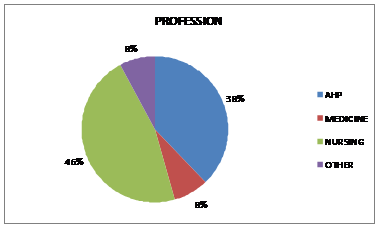 PROFESSION
8%
38%
46%
8%
AHP
MEDICINE
NURSING
OTHER